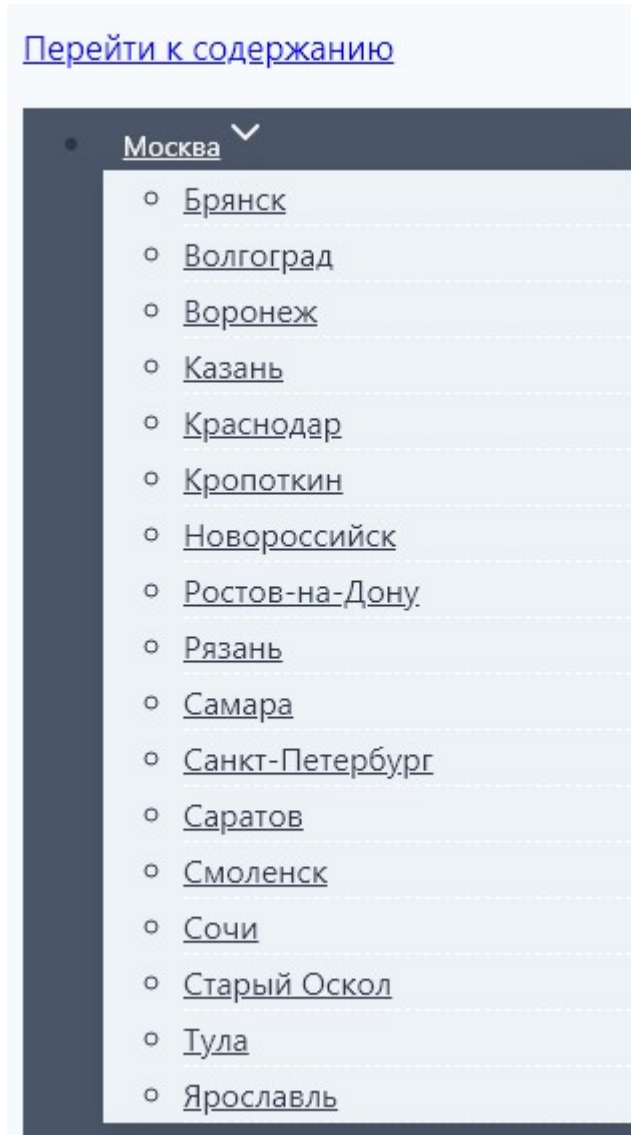 Перейти к содержанию
Москва
Брянск
Волгоград
Воронеж
Казань
Краснодар
Кропоткин
Новороссийск
Ростов-на-Дону
Рязань
Самара
Санкт-Петербург
Саратов
Смоленск
Сочи
Старый Оскол
Тула
Ярославль